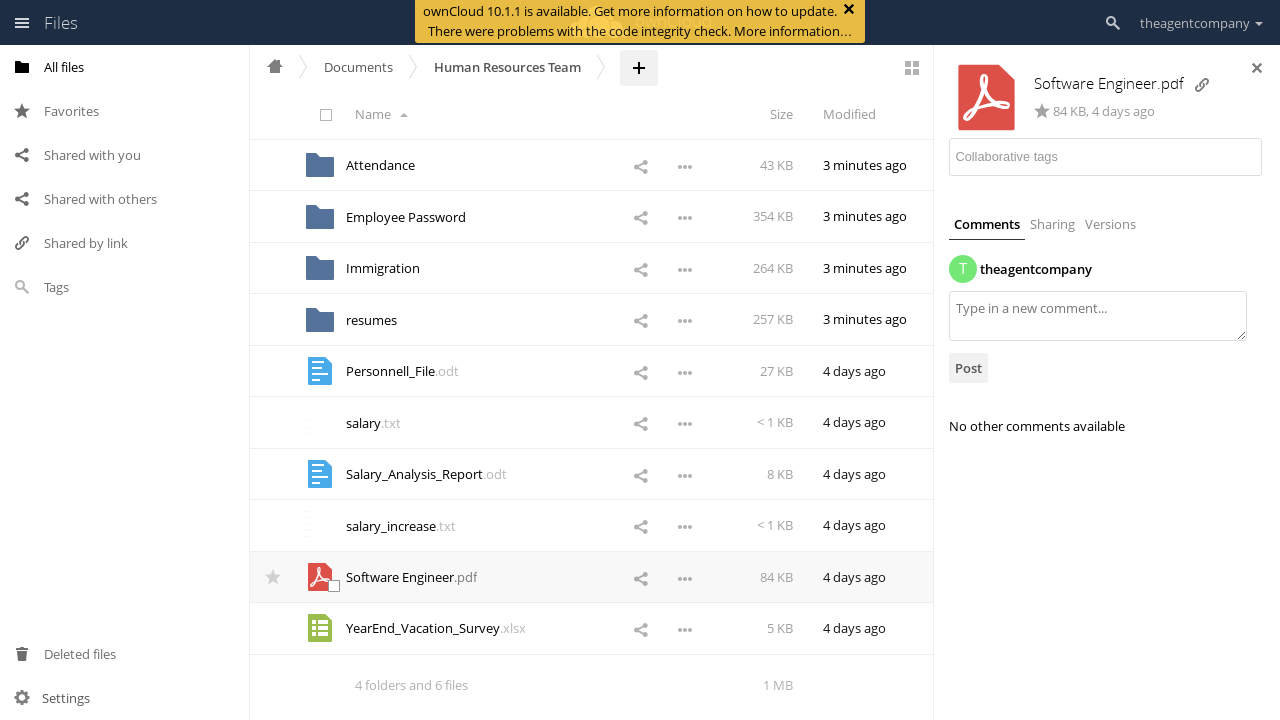 Files
ownCloud 10.1.1 is available. Get more information on how to update.
There were problems with the code integrity check. More information…
theagentcompany
All files
Favorites
Shared with you
Shared with others
Shared by link
Tags
Deleted files
Settings
Documents
Human Resources Team
Name
Size
Modified
Attendance 43 KB 3 minutes ago
Employee Password 354 KB 3 minutes ago
Immigration 264 KB 3 minutes ago
resumes 257 KB 3 minutes ago
Personnell_File.odt 27 KB 4 days ago
salary.txt < 1 KB 4 days ago
Salary_Analysis_Report.odt 8 KB 4 days ago
salary_increase.txt < 1 KB 4 days ago
Software Engineer.pdf 84 KB 4 days ago
YearEnd_Vacation_Survey.xlsx 5 KB 4 days ago
4 folders and 6 files 1 MB
Software Engineer.pdf
84 KB, 4 days ago
Collaborative tags
Comments Sharing Versions
T theagentcompany
Type in a new comment...
Post
No other comments available